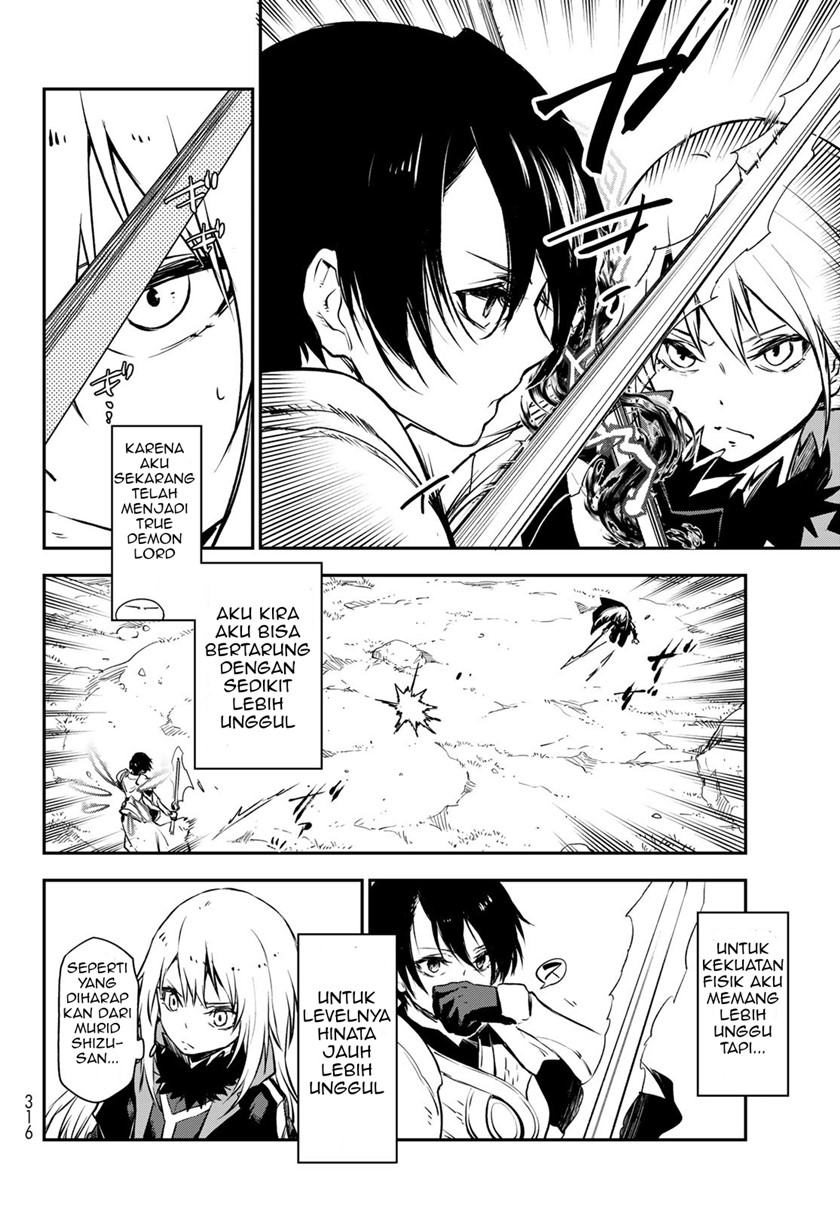 KARENA
AKU
SEKARANG
TELAH
MENJADI
TRUE
DEMON
LORD
AKU KIRA
AKU BISA
BERTARUNG
DENGAN
SEDIKIT
LEBIH
UNGGUL
UNTUK
KEKUATAN
FISIK AKU
MEMANG
LEBIH
UNGGU
TAPI...
UNTUK
LEVELNYA
HINATA
JAUH
LEBIH
UNGGUL
SEPERTI
YANG
DIHARAP
KAN DARI
MURID
SHIZU-
SAN...
316